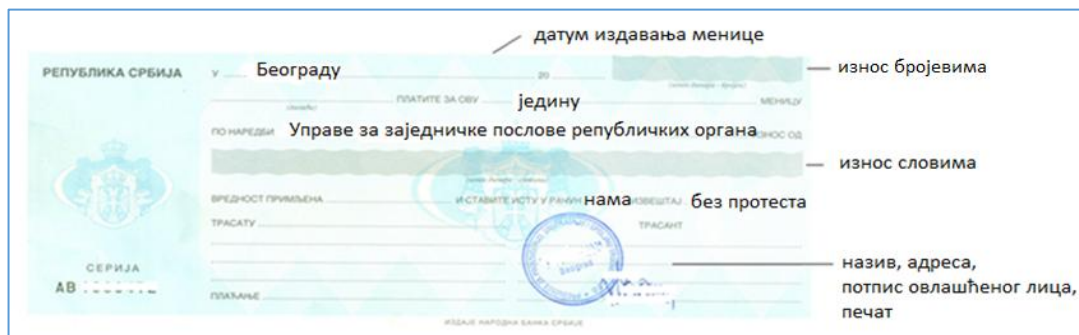 датум издавања менице
РЕПУБЛИКА СРБИЈА
У Београду 20
износ бројевима
ПЛАТИТЕ ЗА ОВУ једину МЕНИЦУ
ПО НАРЕДБИ Управе за заједничке послове републичких органа ИЗНОС ОД
износ словима
ВРЕДНОСТ ПРИМЉЕНА И СТАВИТЕ ИСТУ У РАЧУН нама ИЗВЕШТАЈ без протеста
ТРАСАТУ ТРАСАНТ
Београд
СЕРИЈА
АВ
назив, адреса,
потпис овлашћеног лица,
печат
ПЛАЋАЊЕ
ИЗДАЈЕ НАРОДНА БАНКА СРБИЈЕ